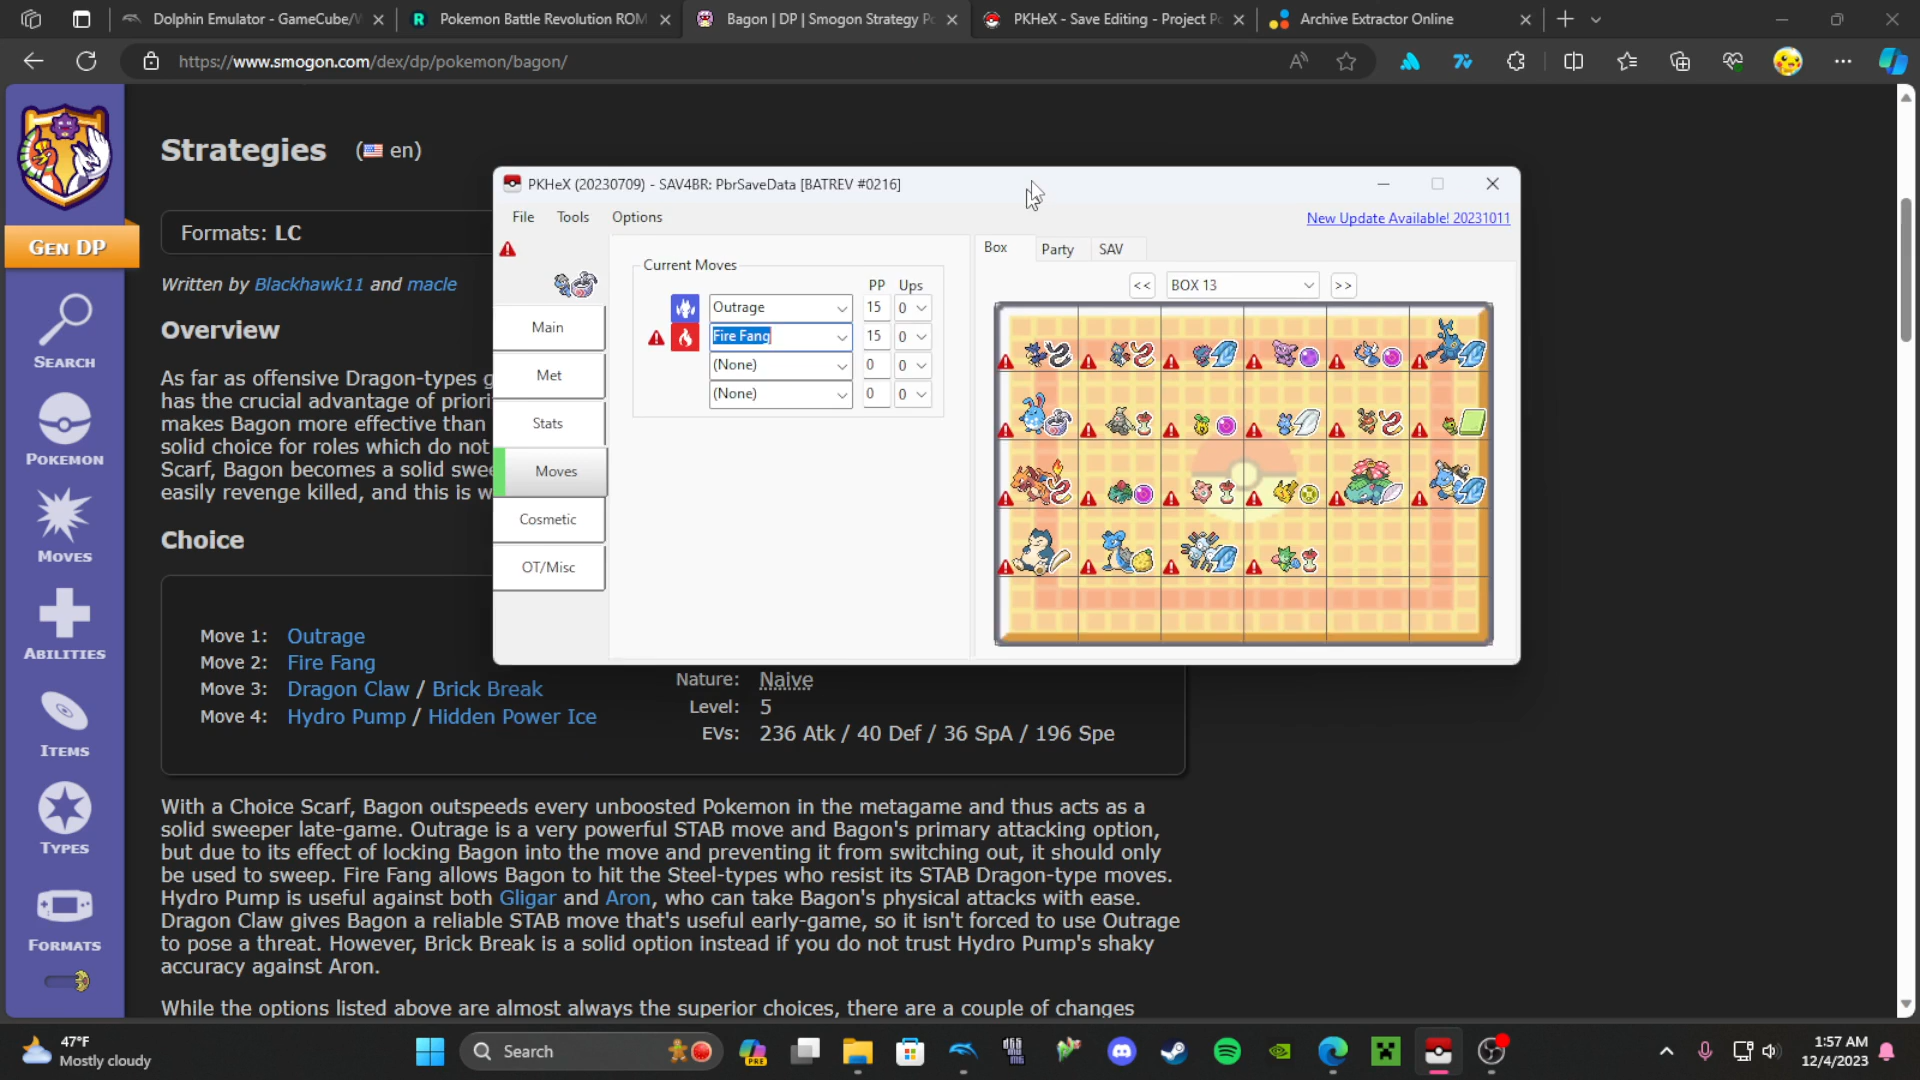 Dolphin Emulator - GameCube/W
Pokemon Battle Revolution ROM
Bagon | DP | Smogon Strategy Po
PKHeX - Save Editing - Project Po
Archive Extractor Online
https://www.smogon.com/dex/dp/pokemon/bagon/
Strategies (en)
Formats: LC
GEN DP
Written by Blackhawk11 and macle
SEARCH
Overview
As far as offensive Dragon-types g
has the crucial advantage of priori
makes Bagon more effective than
solid choice for roles which do not
Scarf, Bagon becomes a solid swee
easily revenge killed, and this is w
POKEMON
MOVES
ABILITIES
ITEMS
TYPES
FORMATS
Choice
Move 1: Outrage
Move 2: Fire Fang
Move 3: Dragon Claw / Brick Break
Move 4: Hydro Pump / Hidden Power Ice
Nature: Naive
Level: 5
EVs: 236 Atk / 40 Def / 36 SpA / 196 Spe
With a Choice Scarf, Bagon outspeeds every unboosted Pokemon in the metagame and thus acts as a
solid sweeper late-game. Outrage is a very powerful STAB move and Bagon's primary attacking option,
but due to its effect of locking Bagon into the move and preventing it from switching out, it should only
be used to sweep. Fire Fang allows Bagon to hit the Steel-types who resist its STAB Dragon-type moves.
Hydro Pump is useful against both Gligar and Aron, who can take Bagon's physical attacks with ease.
Dragon Claw gives Bagon a reliable STAB move that's useful early-game, so it isn't forced to use Outrage
to pose a threat. However, Brick Break is a solid option instead if you do not trust Hydro Pump's shaky
accuracy against Aron.
While the options listed above are almost always the superior choices, there are a couple of changes
PKHeX (20230709) - SAV4BR: PbrSaveData [BATREV #0216]
File Tools Options
New Update Available! 20231011
Main
Met
Stats
Moves
Cosmetic
OT/Misc
Current Moves
PP Ups
Outrage 15 0
Fire Fang 15 0
(None) 0 0
(None) 0 0
Box Party SAV
<< BOX 13 >>
47°F
Mostly cloudy
Search
PRE
1:57 AM
12/4/2023